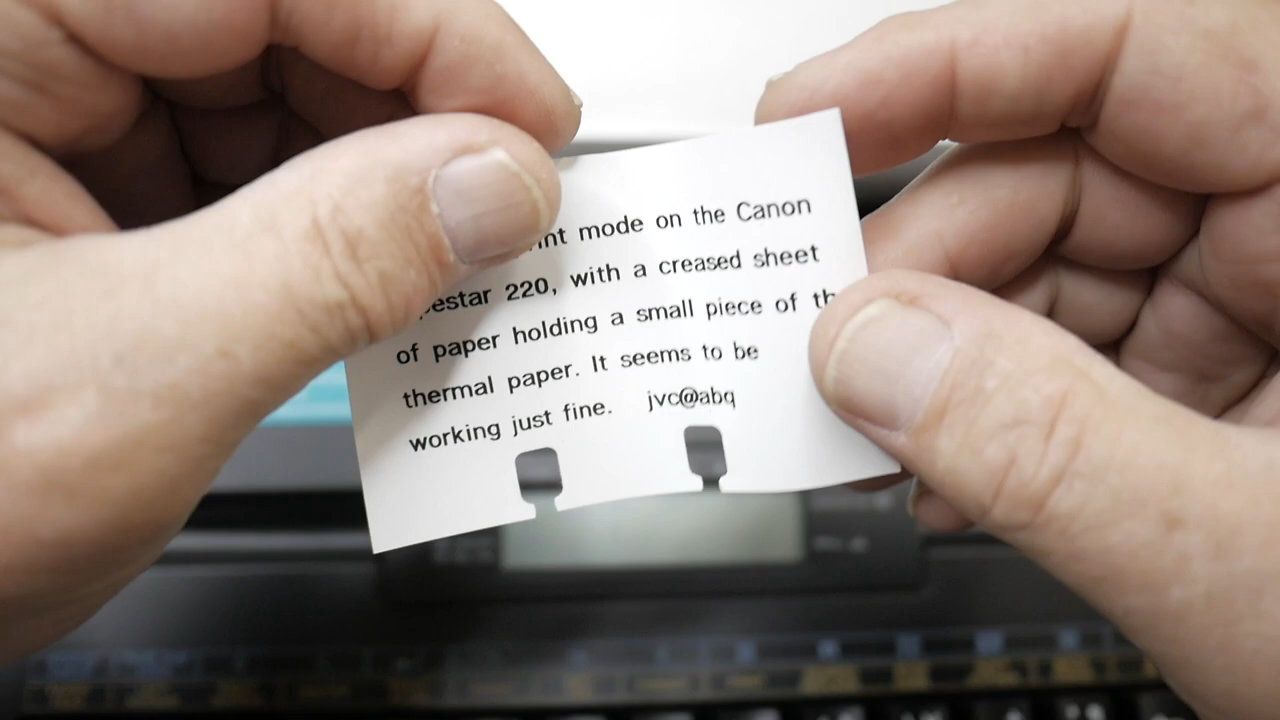 mode on the Canon
220, with a creased sheet
of paper holding a small piece of
thermal paper. It seems to be
working just fine. jvc@abq